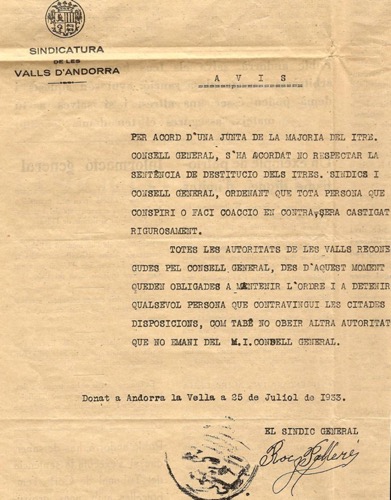 SINDICATURA
DE LES
VALLS D'ANDORRA
AVIS
PER ACORD D'UNA JUNTA DE LA MAJORIA DEL ITRE.
CONSELL GENERAL, S'HA ACORDAT NO RESPECTAR LA
SENTÈNCIA DE DESTITUCIO DELS ITRES. SINDICS I
CONSELL GENERAL, ORDENANT QUE TOTA PERSONA QUE
CONSPIRI O FACI COACCIO EN CONTRA, SERA CASTIGAT
RIGUROSAMENT.
TOTES LE AUTORITATS DE LES VALLS RECONE-
GUDES PEL CONSELL GENERAL, DES D'AQUEST MOMENT
QUEDEN OBLIGADES A MANTENIR L'ORDRE I A DETENIR
QUALSEVOL PERSONA QUE CONTRAVINGUI LES CITADES
DISPOSICIONS, COM TABÉ NO OBEIR ALTRA AUTORITAT
QUE NO EMANI DEL M.I.CONSELL GENERAL.
Donat a Andorra la Vella a 25 de Juliol de 1933.
EL SINDIC GENERAL
Roc Pallerés